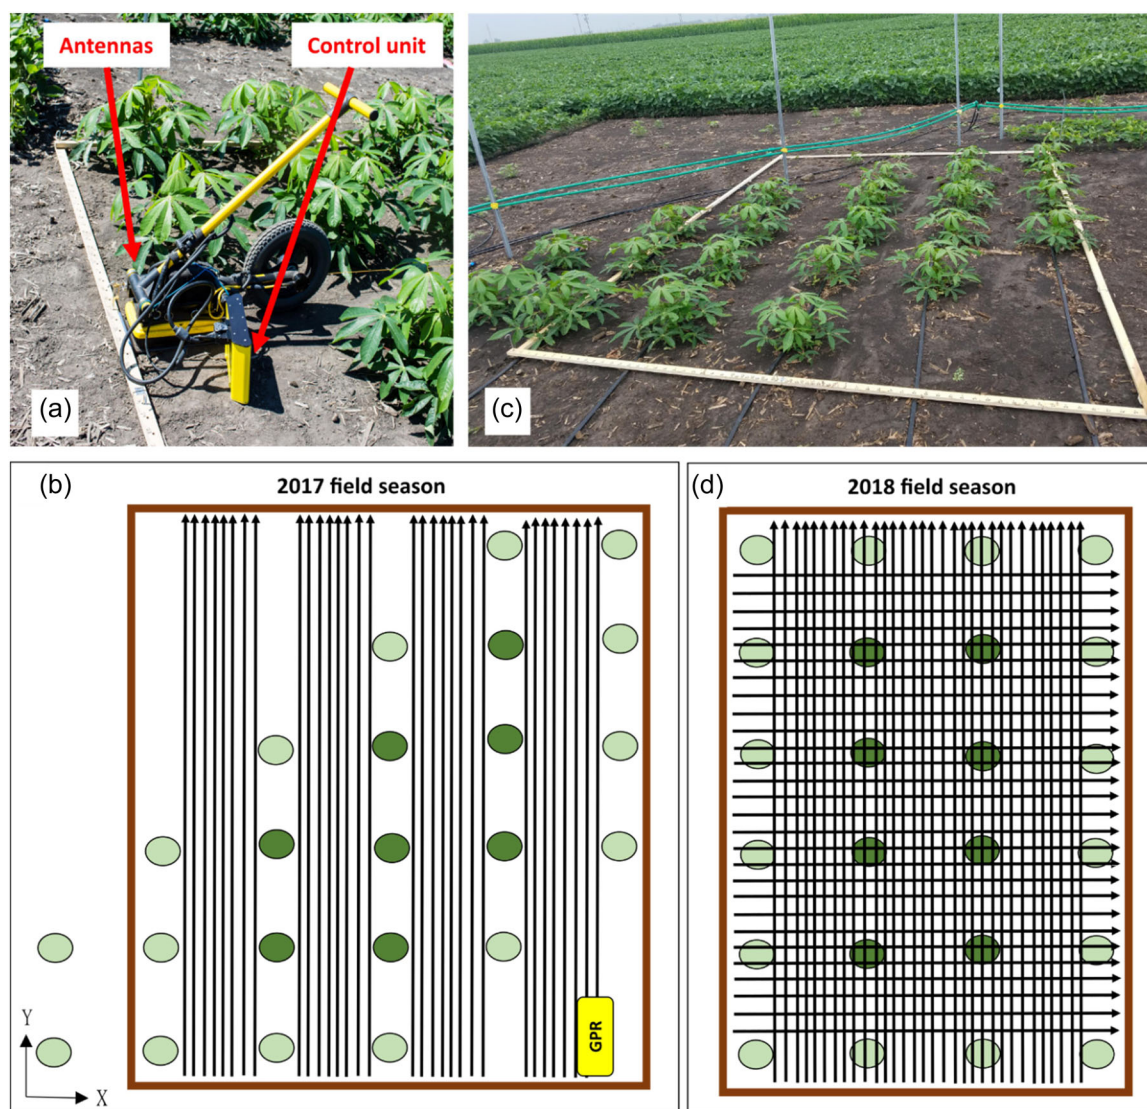 Antennas
Control unit
(a)
(c)
(b)
2017 field season
(d)
2018 field season
Y
X
GPR